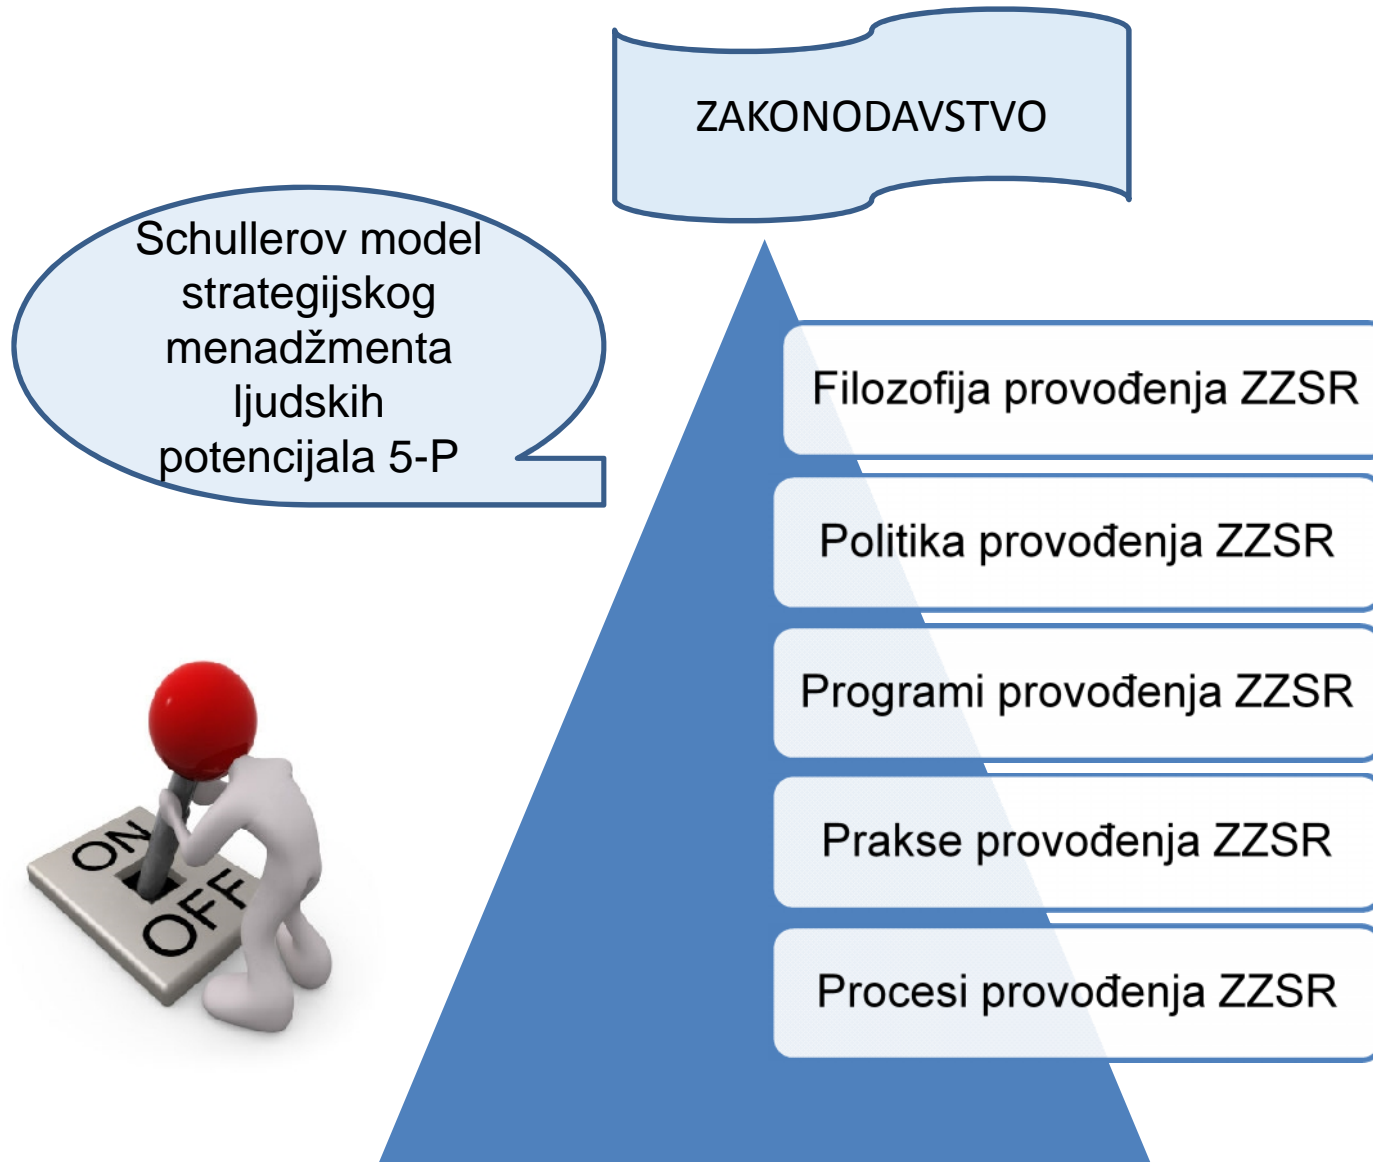 ZAKONODAVSTVO
Schullerov model
strategijskog
menadžmenta
ljudskih
potencijala 5-P
Filozofija provođenja ZZSR
Politika provođenja ZZSR
Programi provođenja ZZSR
Prakse provođenja ZZSR
Procesi provođenja ZZSR
ON
OFF